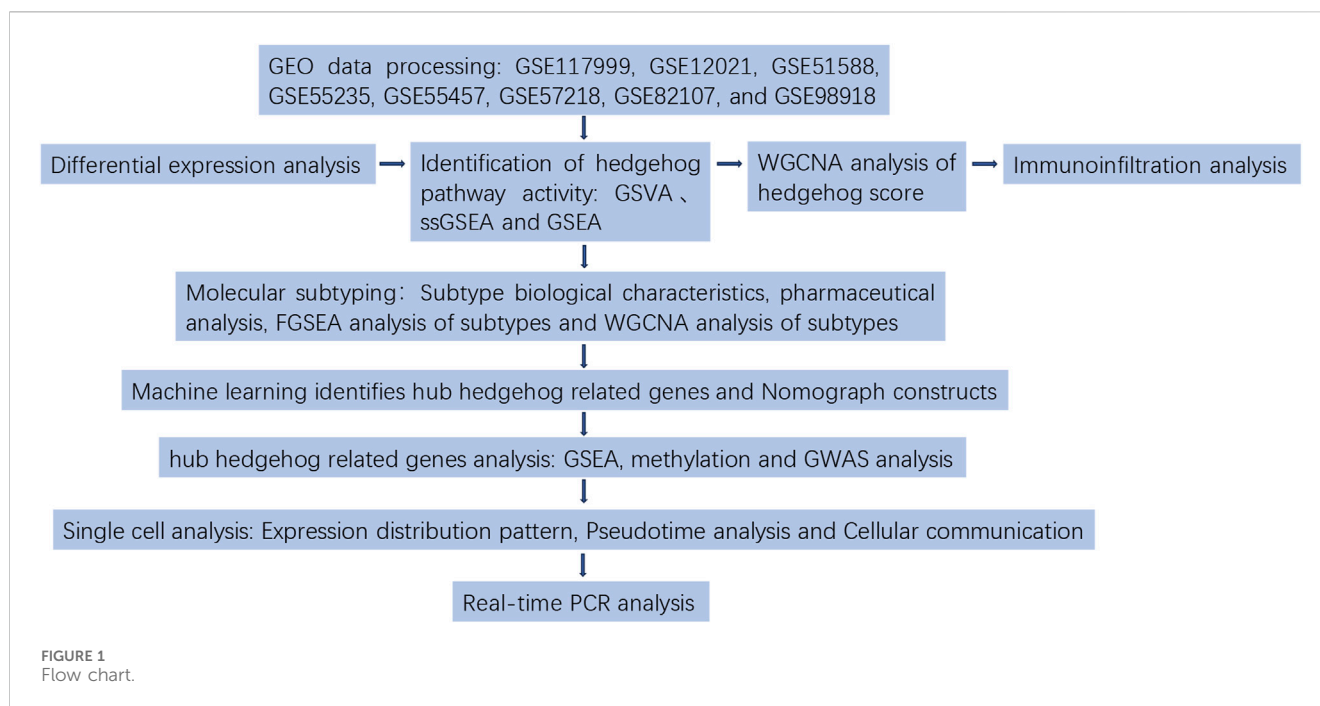 GEO data processing: GSE117999, GSE12021, GSE51588,
GSE55235, GSE55457, GSE57218, GSE82107, and GSE98918
Differential expression analysis
Identification of hedgehog
pathway activity: GSVA 、
ssGSEA and GSEA
WGCNA analysis of
hedgehog score
Immunoinfiltration analysis
Molecular subtyping：Subtype biological characteristics, pharmaceutical
analysis, FGSEA analysis of subtypes and WGCNA analysis of subtypes
Machine learning identifies hub hedgehog related genes and Nomograph constructs
hub hedgehog related genes analysis: GSEA, methylation and GWAS analysis
Single cell analysis: Expression distribution pattern, Pseudotime analysis and Cellular communication
Real-time PCR analysis
FIGURE 1
Flow chart.